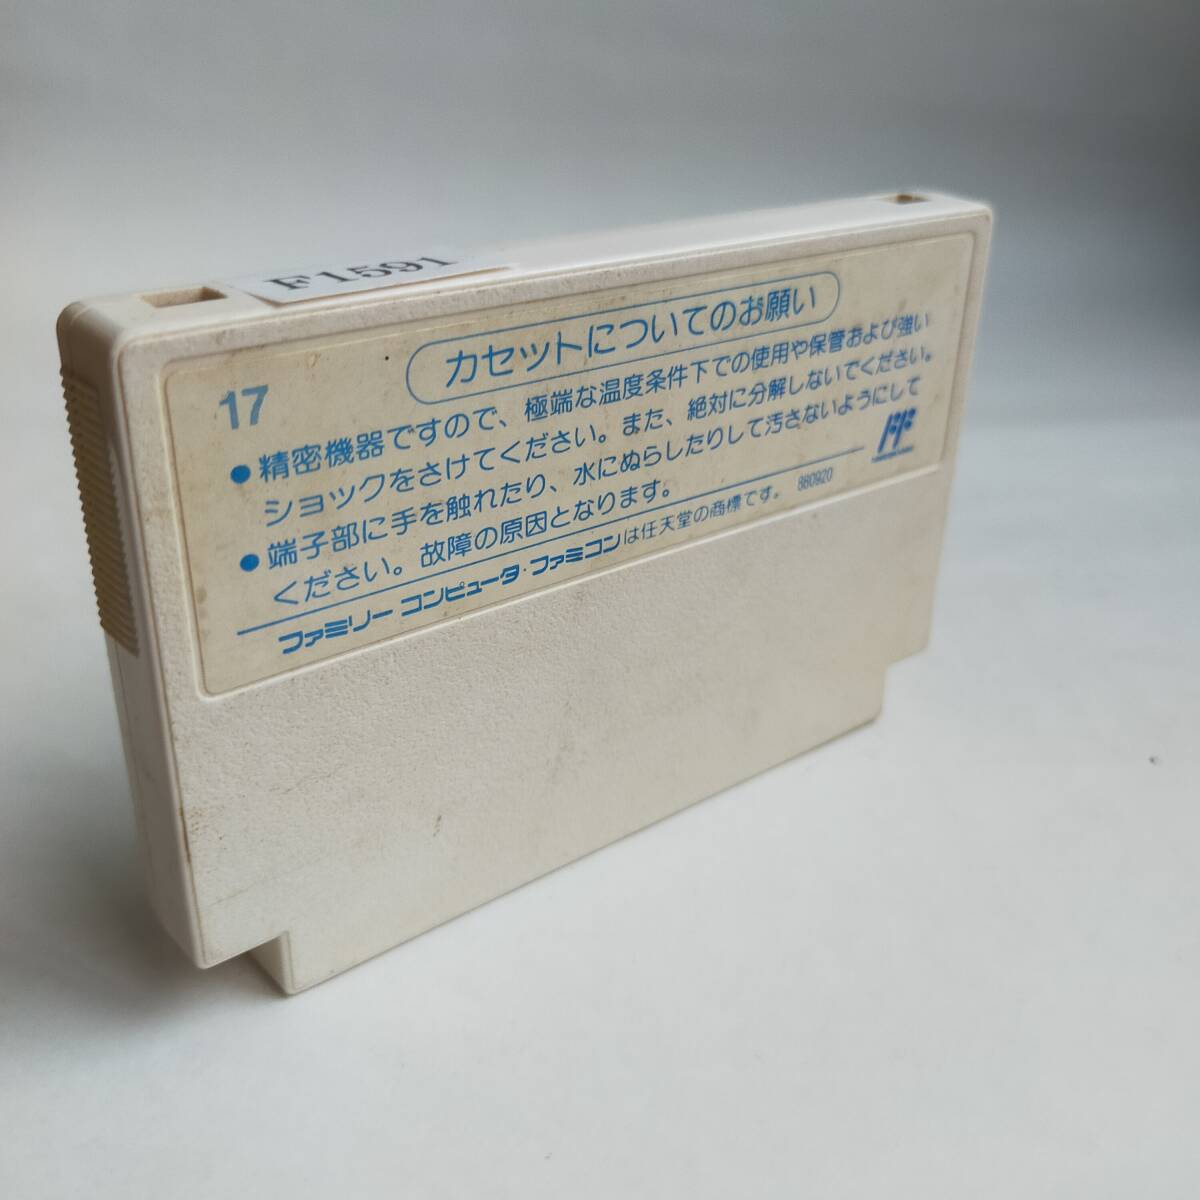 F1591
17
カセットについてのお願い
●精密機器ですので、極端な温度条件下での使用や保管および強い
ショックをさけてください。また、絶対に分解しないでください。
●端子部に手を触れたり、水にぬらしたりして汚さないようにして
ください。故障の原因となります。
ファミリーコンピュータ・ファミコンは任天堂の商標です。 880920